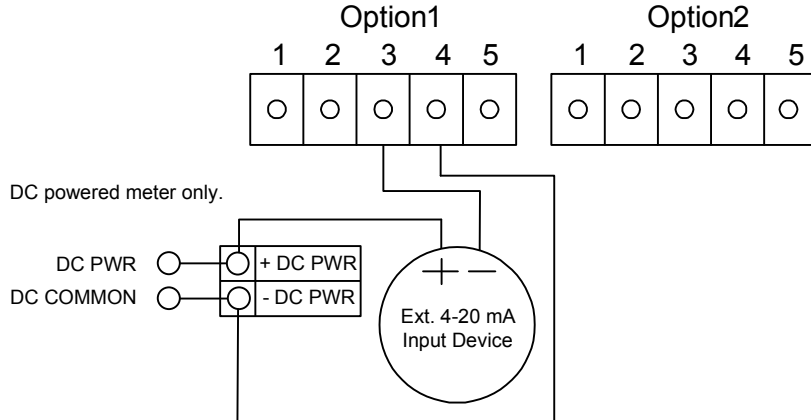 Option1
Option2
1 2 3 4 5
1 2 3 4 5
DC powered meter only.
DC PWR
+ DC PWR
DC COMMON
- DC PWR
+ −
Ext. 4-20 mA
Input Device